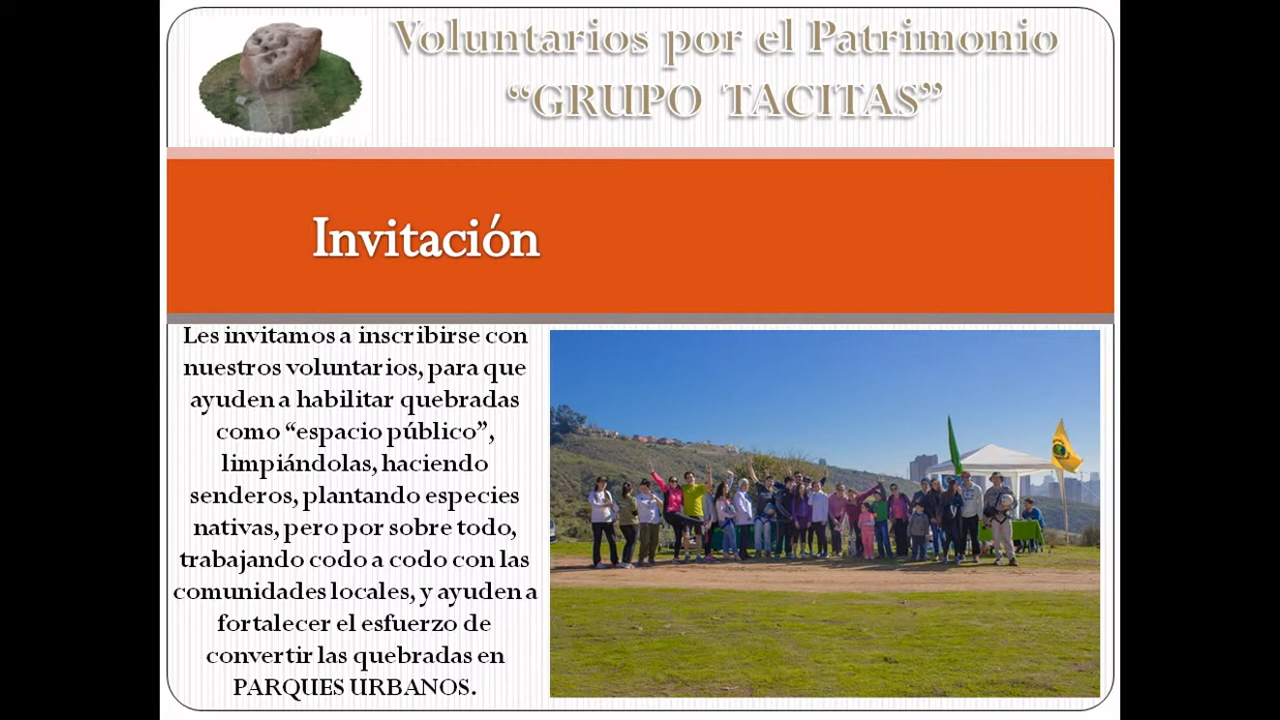 Voluntarios por el Patrimonio
“GRUPO TACITAS”
Invitación
Les invitamos a inscribirse con
nuestros voluntarios, para que
ayuden a habilitar quebradas
como “espacio público”,
limpiándolas, haciendo
senderos, plantando especies
nativas, pero por sobre todo,
trabajando codo a codo con las
comunidades locales, y ayuden a
fortalecer el esfuerzo de
convertir las quebradas en
PARQUES URBANOS.